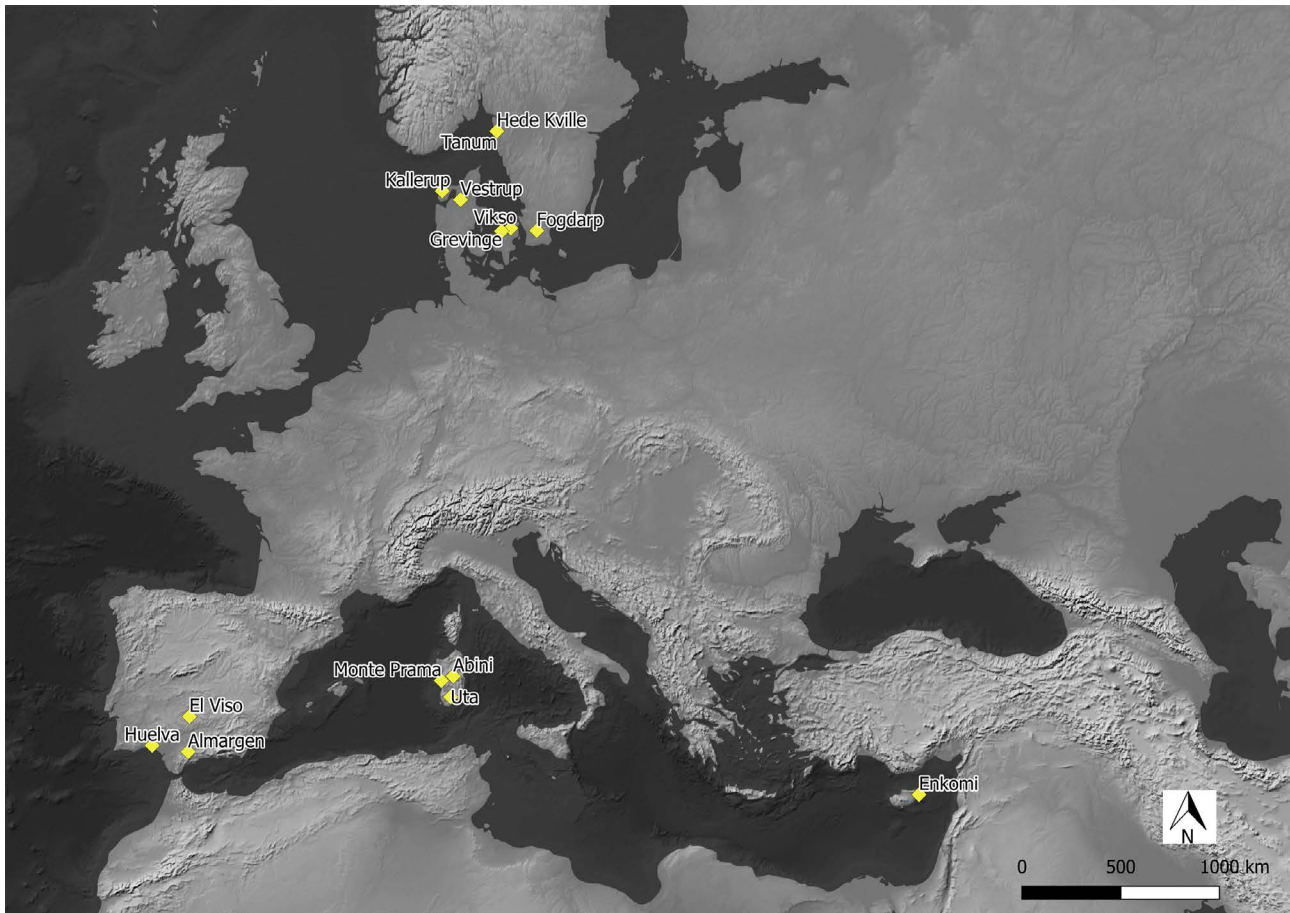 Hede Kville
Tanum
Kallerup
Vestrup
Vikso
Fogdarp
Grevinge
Monte Prama
Abini
Uta
El Viso
Huelva
Almargen
Enkomi
N
0 500 1000 km